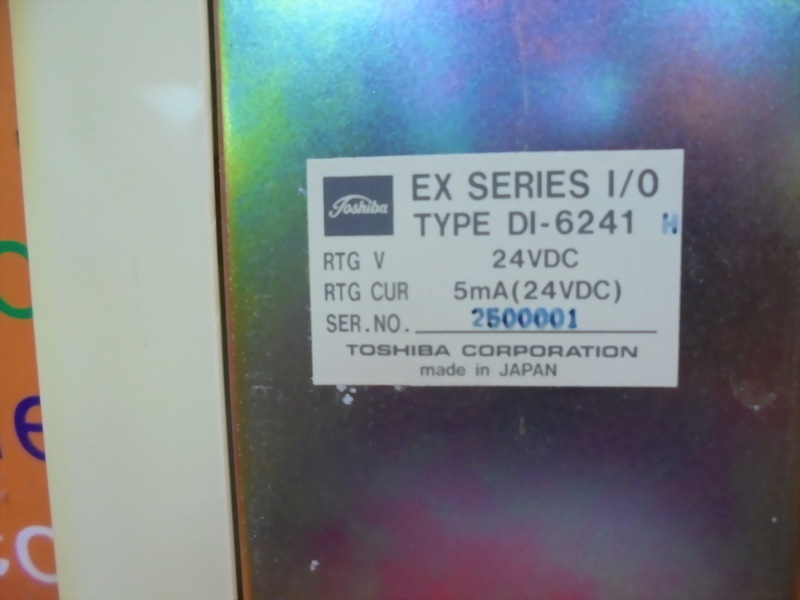 Toshiba
EX SERIES I/O
TYPE DI-6241 H
RTG V 24VDC
RTG CUR 5mA(24VDC)
SER.NO. 2500001
TOSHIBA CORPORATION
made in JAPAN